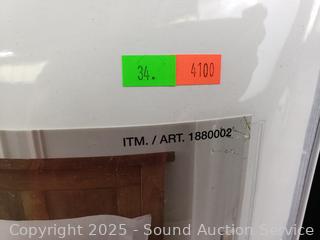 34. 4100
ITM. / ART. 1880002
Copyright 2025 - Sound Auction Service